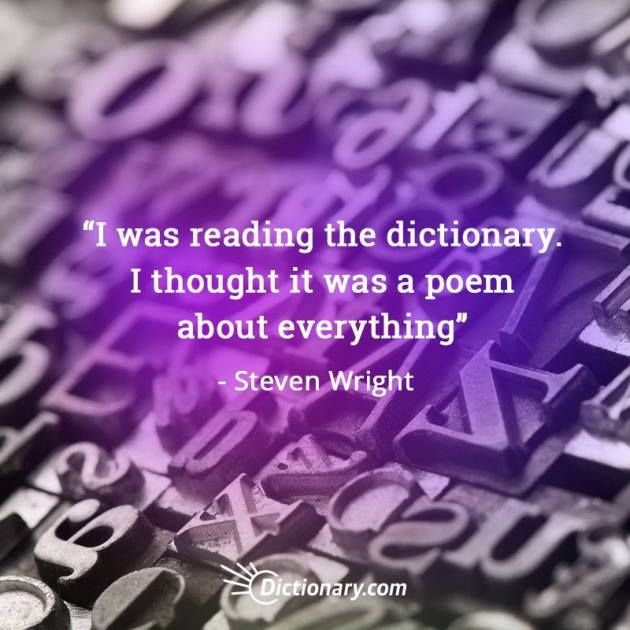 “I was reading the dictionary.
I thought it was a poem
about everything”
- Steven Wright
Dictionary.com